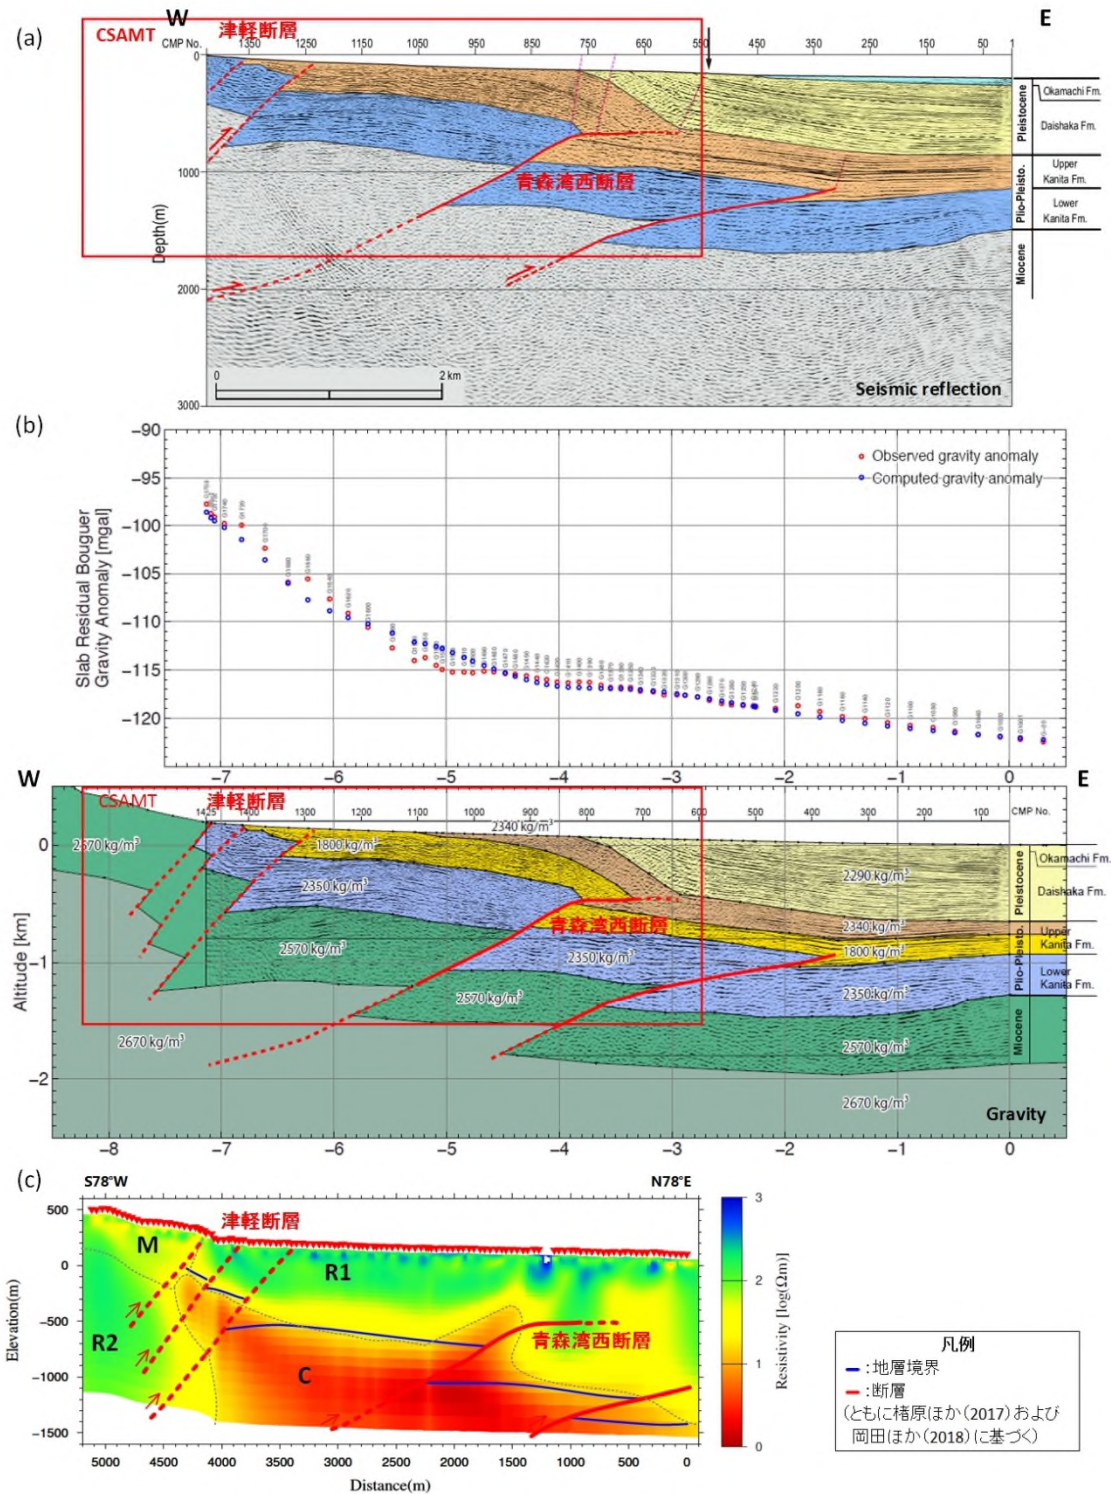 (a)
W
E
CSAMT
津軽断層
CMP No.
1350
1250
1150
1050
950
850
750
650
550
450
350
250
150
50
1
0
1000
2000
3000
Depth(m)
青森湾西断層
0
2 km
Seismic reflection
Pleistocene
Plio-Pleisto.
Miocene
Okamachi Fm.
Daishaka Fm.
Upper
Kanita Fm.
Lower
Kanita Fm.
(b)
−90
−95
−100
−105
−110
−115
−120
Slab Residual Bouguer
Gravity Anomaly [mgal]
Observed gravity anomaly
Computed gravity anomaly
−7
−6
−5
−4
−3
−2
−1
0
W
E
CSAMT
津軽断層
1425
1400
1300
1200
1100
1000
900
800
700
600
500
400
300
200
100
CMP No.
0
−1
−2
Altitude [km]
2570 kg/m³
1800 kg/m³
2340 kg/m³
2350 kg/m³
2290 kg/m³
2570 kg/m³
青森湾西断層
2350 kg/m³
2340 kg/m³
1800 kg/m³
2350 kg/m³
2570 kg/m³
2570 kg/m³
2670 kg/m³
2670 kg/m³
Gravity
Pleistocene
Plio-Pleisto.
Miocene
Okamachi Fm.
Daishaka Fm.
Upper
Kanita Fm.
Lower
Kanita Fm.
−8
−7
−6
−5
−4
−3
−2
−1
0
(c)
S78°W
N78°E
500
0
−500
−1000
−1500
Elevation(m)
津軽断層
M
R1
R2
C
青森湾西断層
5000
4500
4000
3500
3000
2500
2000
1500
1000
500
0
Distance(m)
3
2
1
0
Resistivity [log(Ωm)]
凡例
:地層境界
:断層
(ともに楮原ほか(2017)および
岡田ほか(2018)に基づく)